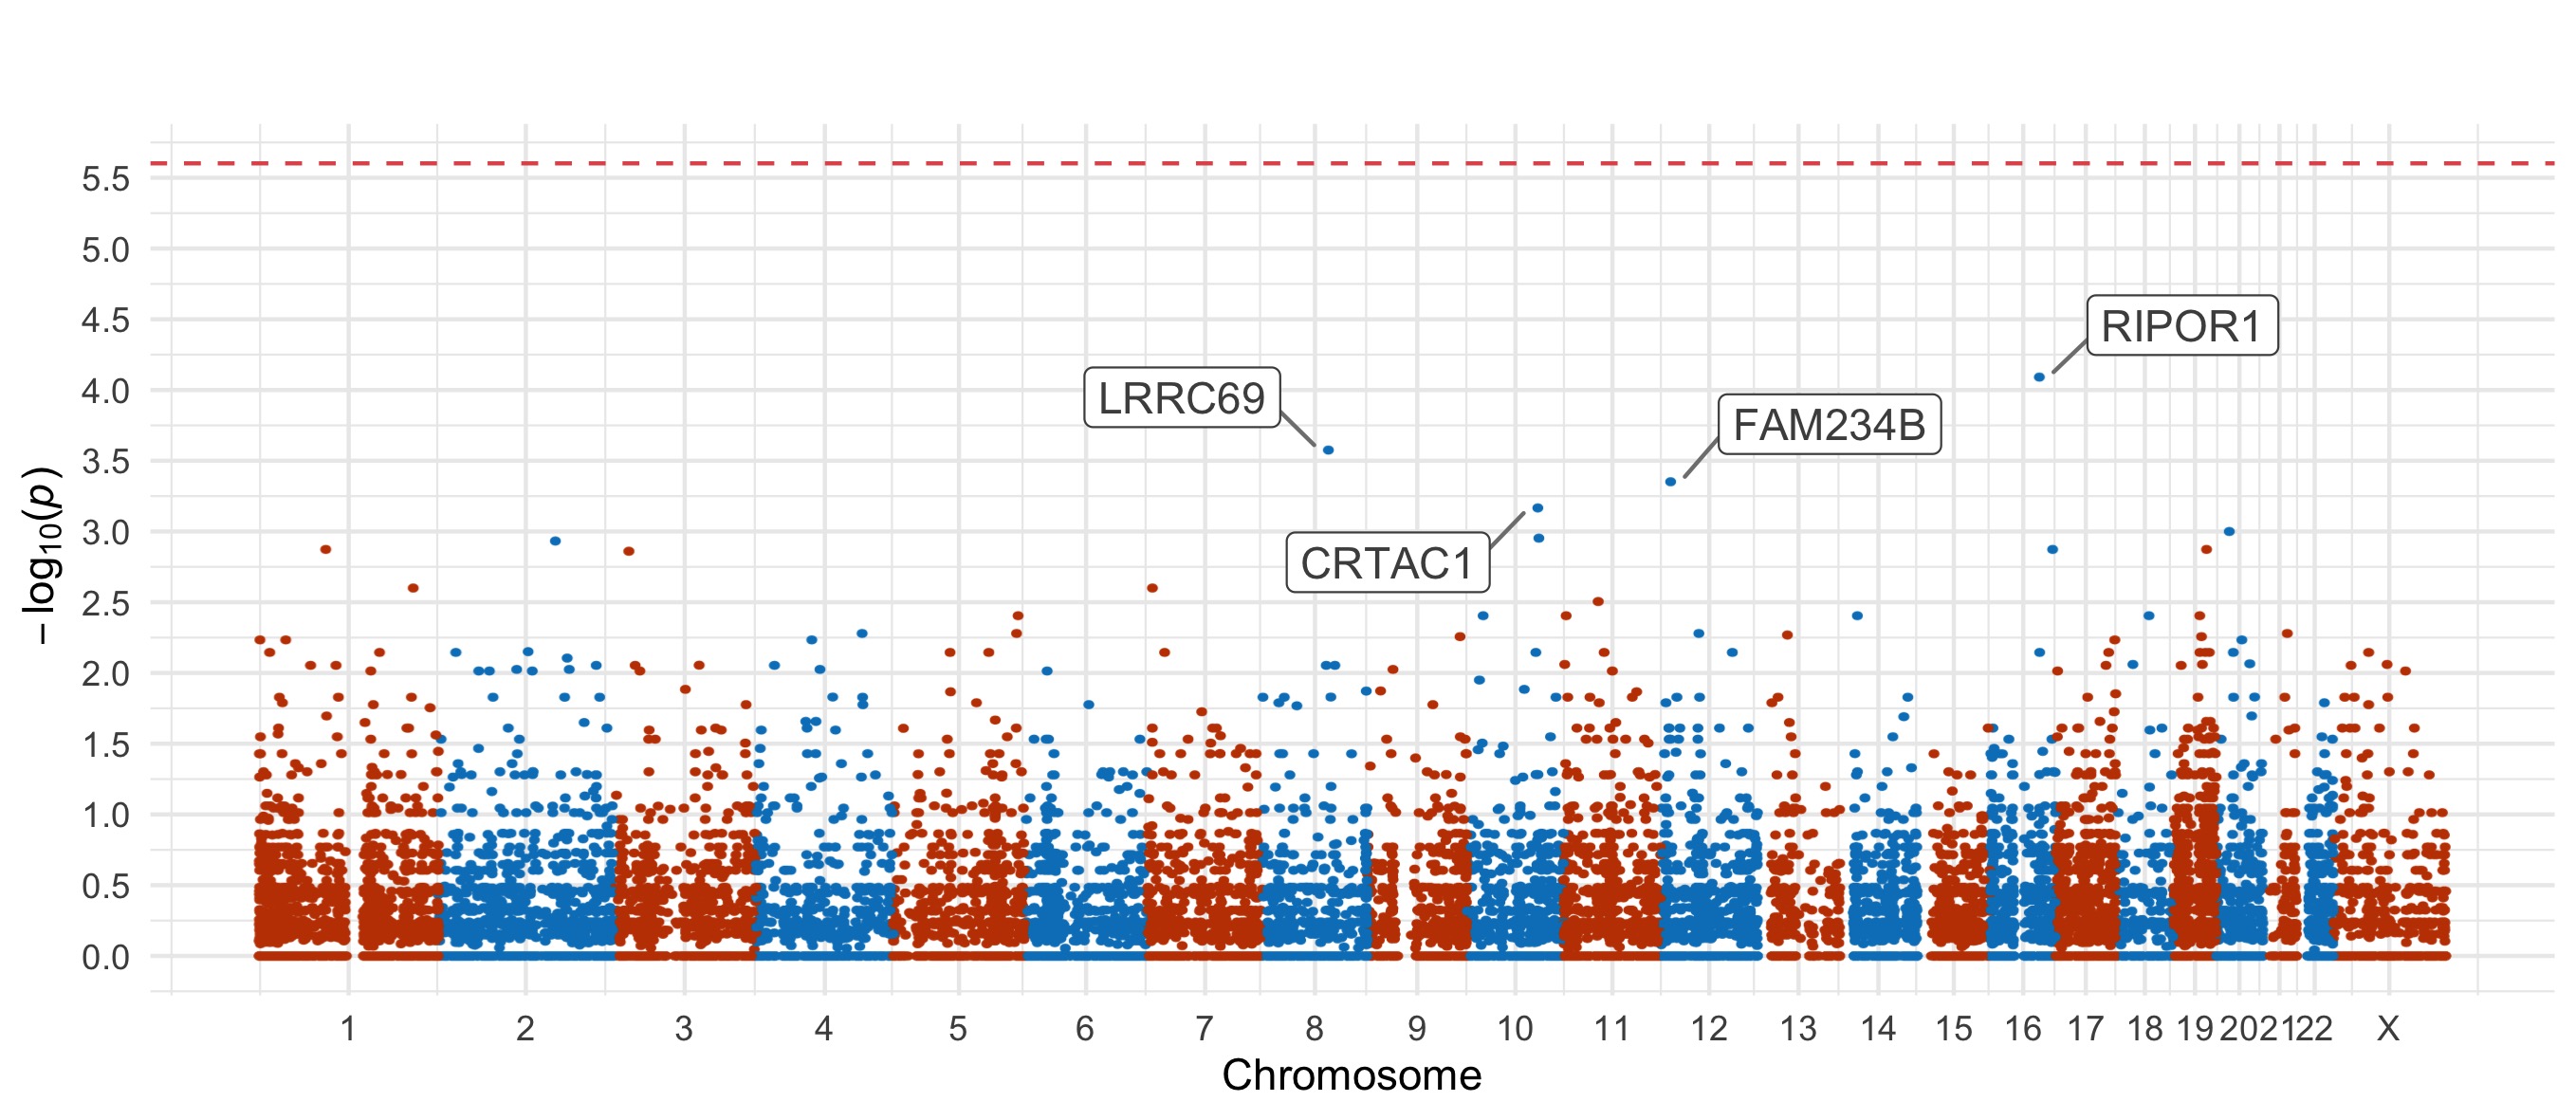 5.5
5.0
4.5
4.0
3.5
3.0
2.5
2.0
1.5
1.0
0.5
0.0
−log10(p)
RIPOR1
LRRC69
FAM234B
CRTAC1
1 2 3 4 5 6 7 8 9 10 11 12 13 14 15 16 17 18 19 20 21 22 X
Chromosome